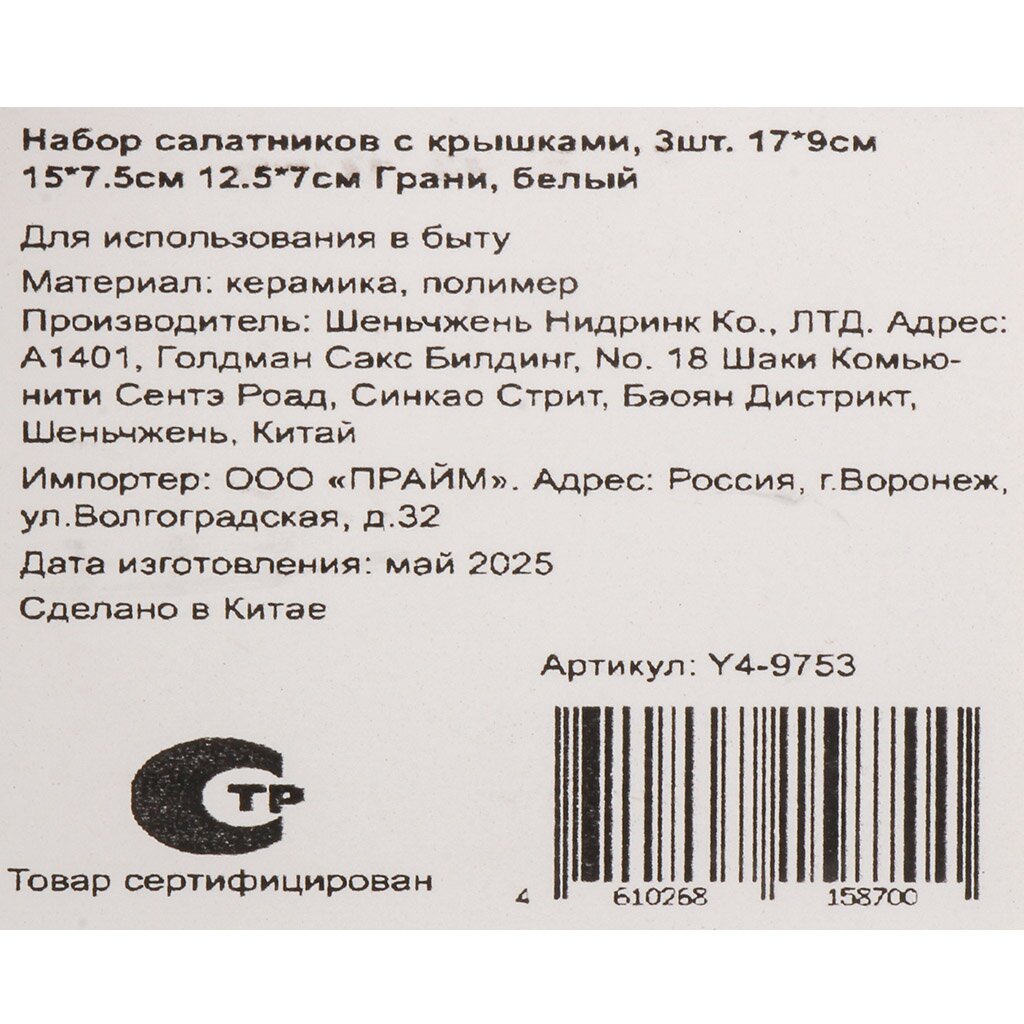 Набор салатников с крышками, 3шт. 17*9см
15*7.5см 12.5*7см Грани, белый
Для использования в быту
Материал: керамика, полимер
Производитель: Шеньчжень Нидринк Ко., ЛТД. Адрес:
А1401, Голдман Сакс Билдинг, No. 18 Шаки Комью-
нити Сентэ Роад, Синкао Стрит, Баоян Дистрикт,
Шеньчжень, Китай
Импортер: ООО «ПРАЙМ». Адрес: Россия, г.Воронеж,
ул.Волгоградская, д.32
Дата изготовления: май 2025
Сделано в Китае
Артикул: Y4-9753
ТР
Товар сертифицирован
4 610268 158700